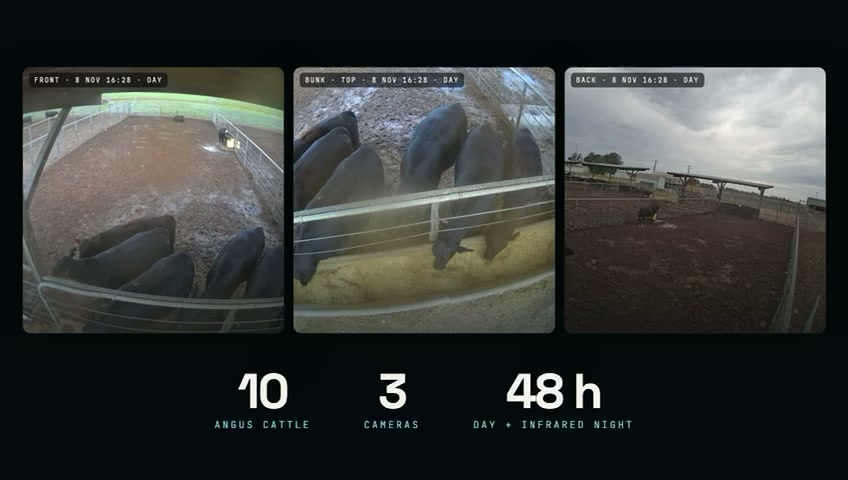 FRONT · 8 NOV 16:28 · DAY
BUNK · TOP · 8 NOV 16:28 · DAY
BACK · 8 NOV 16:28 · DAY
10
ANGUS CATTLE
3
CAMERAS
48 h
DAY + INFRARED NIGHT